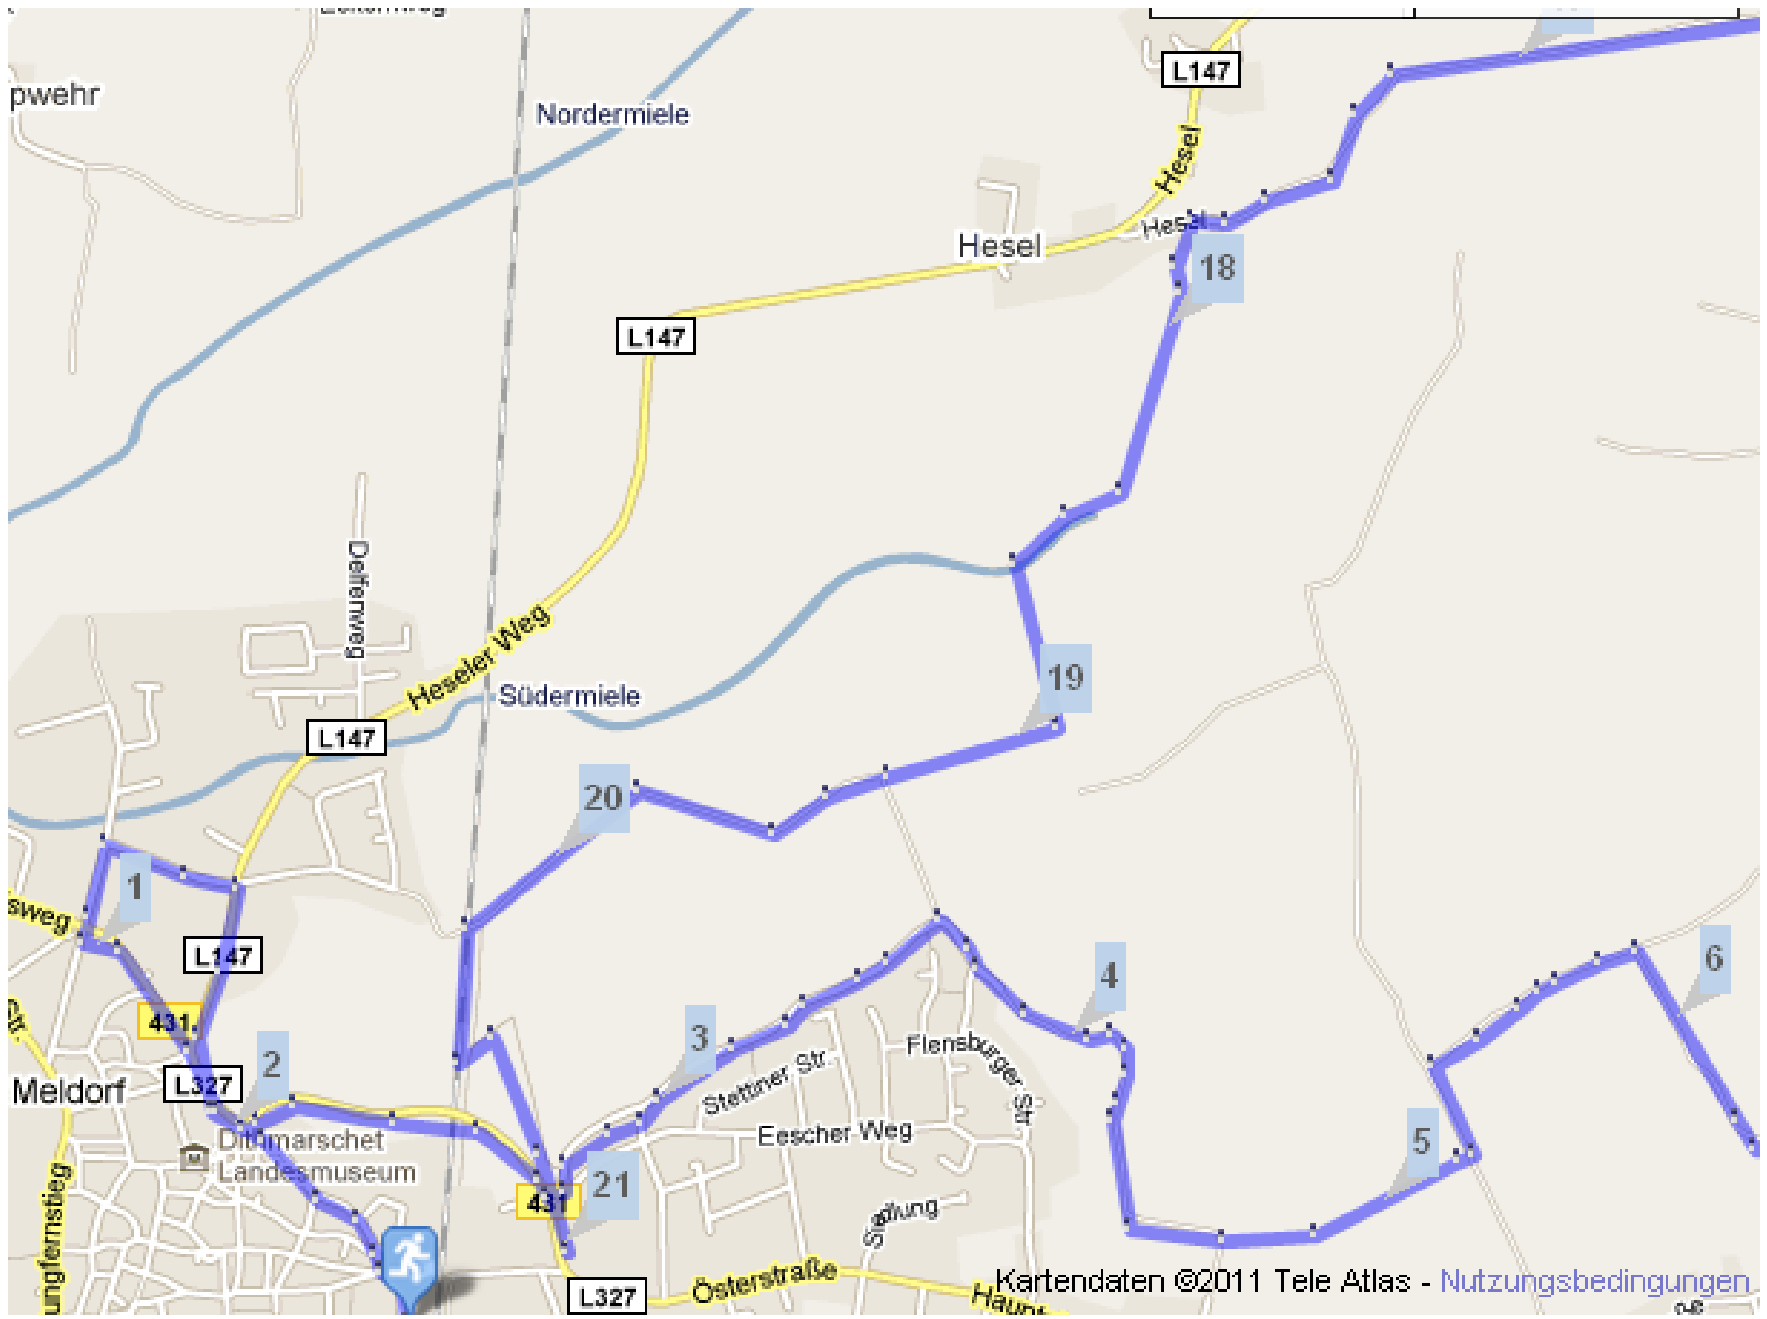 L147
pwehr
Nordermiele
Hesel
Hesel
Hesel
18
L147
Delfenweg
Heseler Weg
Südermiele
19
L147
20
1
sweg
L147
6
4
431
3
2
Flensburger Str
L327
Meldorf
Stettiner Str.
Eescher Weg
5
Dithmarscher
Landesmuseum
21
431
Siedlung
ungfernstieg
Österstraße
L327
Kartendaten ©2011 Tele Atlas - Nutzungsbedingungen